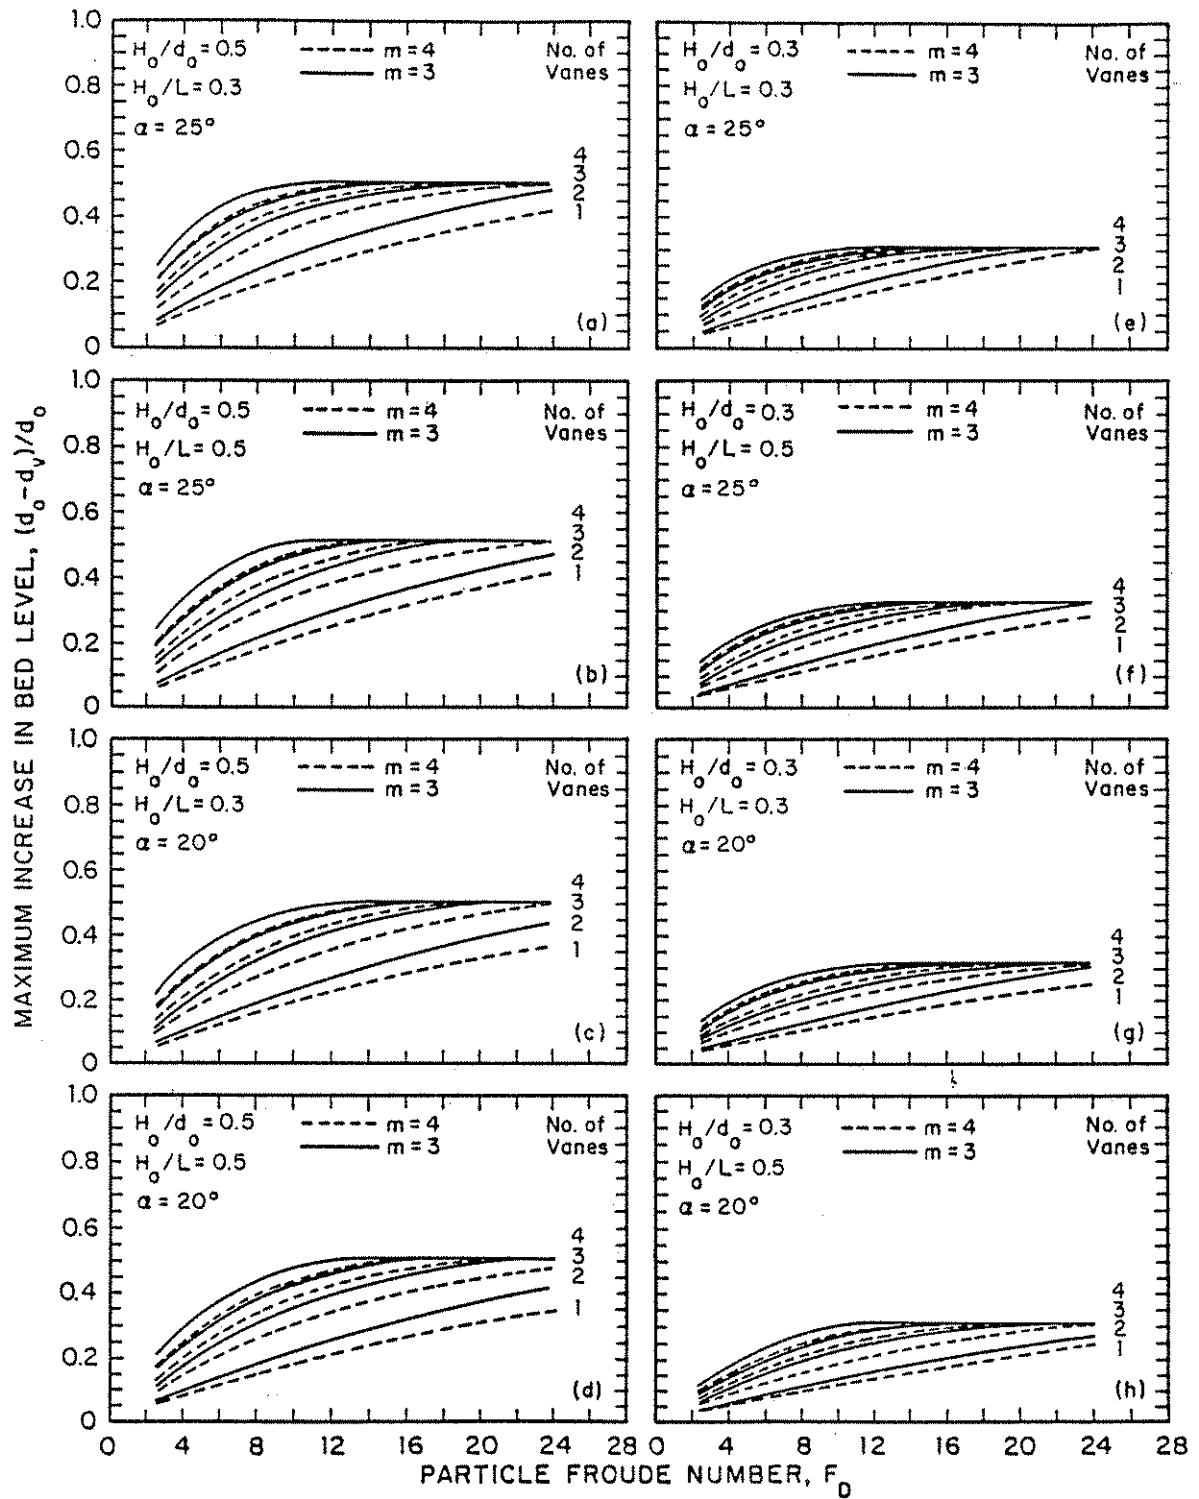 MAXIMUM INCREASE IN BED LEVEL, (do-dv)/do
1.0
0.8
0.6
0.4
0.2
0
Ho/do=0.5
Ho/L=0.3
α=25°
m=4
m=3
No. of
Vanes
4
3
2
1
(a)
Ho/do=0.3
Ho/L=0.3
α=25°
m=4
m=3
No. of
Vanes
4
3
2
1
(e)
1.0
0.8
0.6
0.4
0.2
0
Ho/do=0.5
Ho/L=0.5
α=25°
m=4
m=3
No. of
Vanes
4
3
2
1
(b)
Ho/do=0.3
Ho/L=0.5
α=25°
m=4
m=3
No. of
Vanes
4
3
2
1
(f)
1.0
0.8
0.6
0.4
0.2
0
Ho/do=0.5
Ho/L=0.3
α=20°
m=4
m=3
No. of
Vanes
4
3
2
1
(c)
Ho/do=0.3
Ho/L=0.3
α=20°
m=4
m=3
No. of
Vanes
4
3
2
1
(g)
1.0
0.8
0.6
0.4
0.2
0
Ho/do=0.5
Ho/L=0.5
α=20°
m=4
m=3
No. of
Vanes
4
3
2
1
(d)
Ho/do=0.3
Ho/L=0.5
α=20°
m=4
m=3
No. of
Vanes
4
3
2
1
(h)
0 4 8 12 16 20 24 28 0 4 8 12 16 20 24 28
PARTICLE FROUDE NUMBER, FD